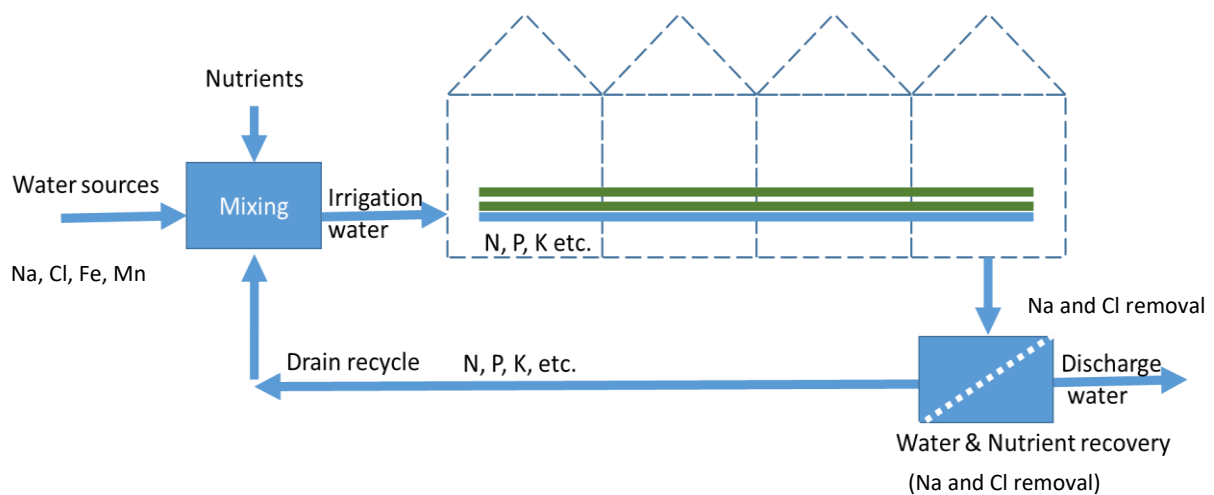 Nutrients
Water sources
Mixing
Irrigation
water
Na, Cl, Fe, Mn
N, P, K etc.
Na and Cl removal
Drain recycle
N, P, K, etc.
Discharge
water
Water & Nutrient recovery
(Na and Cl removal)